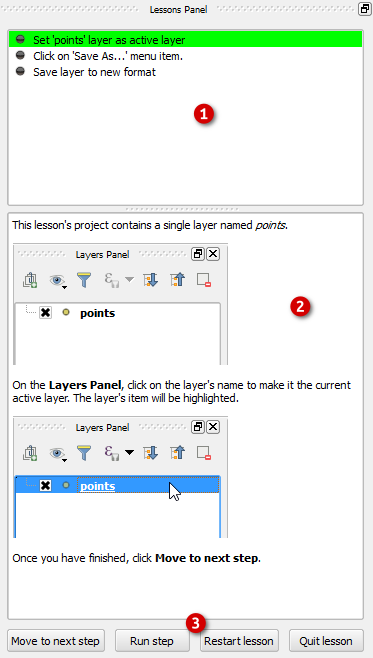 Lessons Panel
Set 'points' layer as active layer
Click on 'Save As...' menu item.
Save layer to new format
1
This lesson's project contains a single layer named points.
Layers Panel
points
2
On the Layers Panel, click on the layer's name to make it the current
active layer. The layer's item will be highlighted.
Layers Panel
points
Once you have finished, click Move to next step.
3
Move to next step Run step Restart lesson Quit lesson